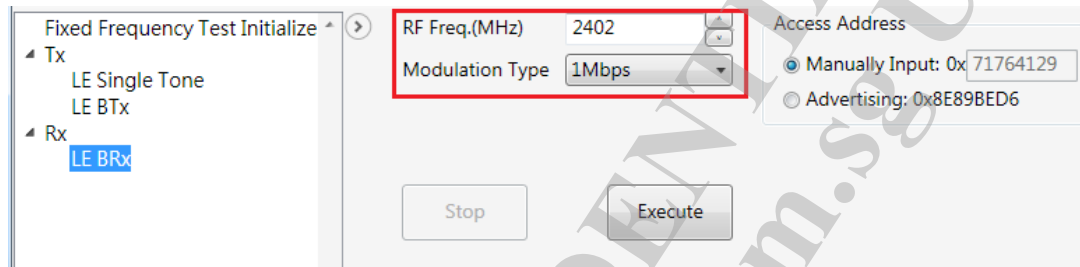 Fixed Frequency Test Initialize
Tx
LE Single Tone
LE BTx
Rx
LE BRx
RF Freq.(MHz) 2402
Modulation Type 1Mbps
Stop Execute
Access Address
Manually Input: 0x 71764129
Advertising: 0x8E89BED6